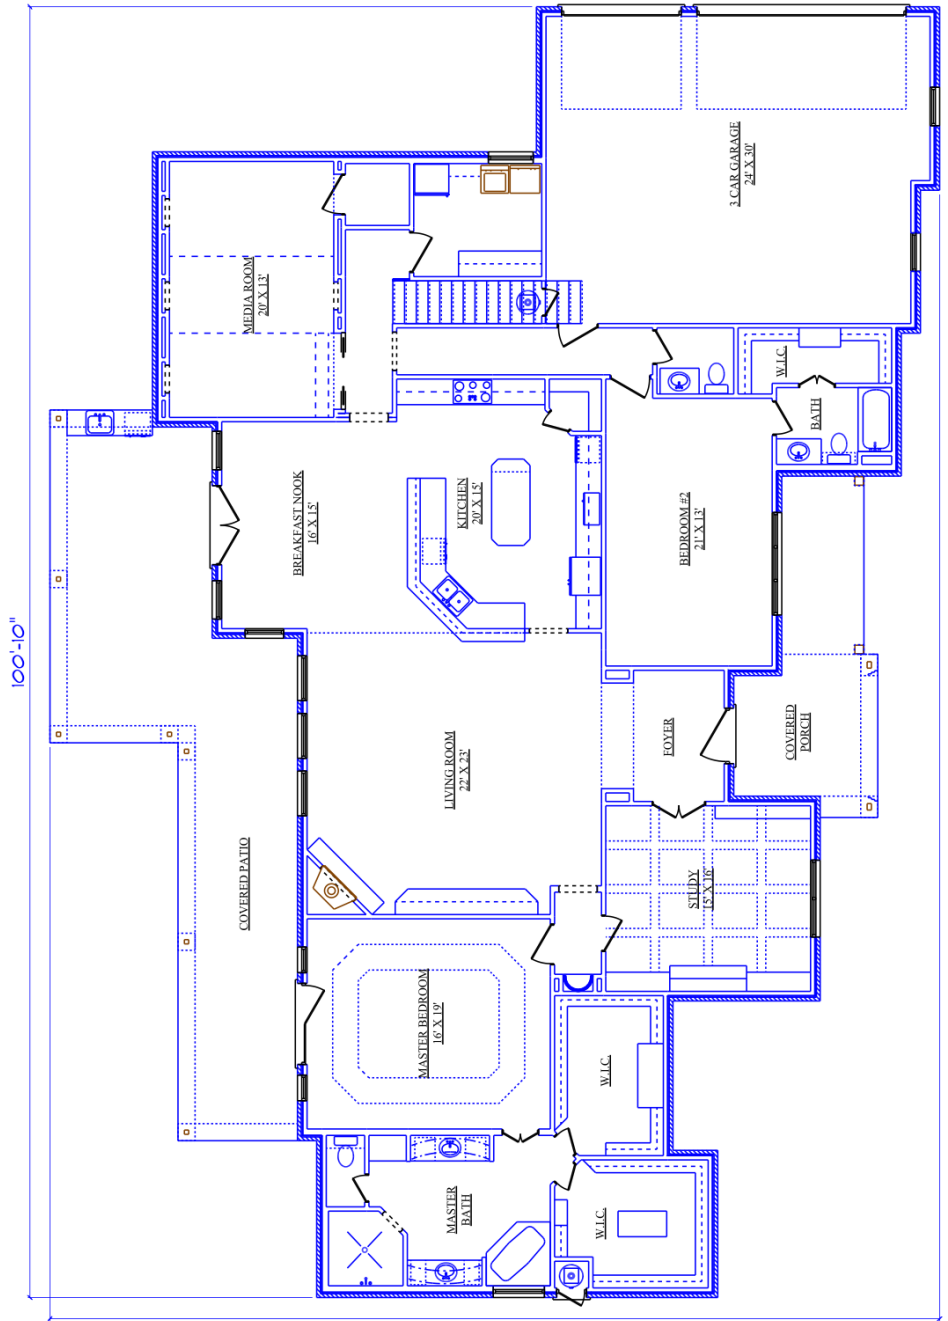 3 CAR GARAGE
24' X 30'
MEDIA ROOM
20' X 13'
W.I.C.
BATH
BREAKFAST NOOK
16' X 15'
KITCHEN
20' X 15'
BEDROOM #2
21' X 13'
100'-10"
LIVING ROOM
22' X 23'
FOYER
COVERED
PORCH
COVERED PATIO
STUDY
15' X 16'
MASTER BEDROOM
16' X 19'
W.I.C.
MASTER
BATH
W.I.C.